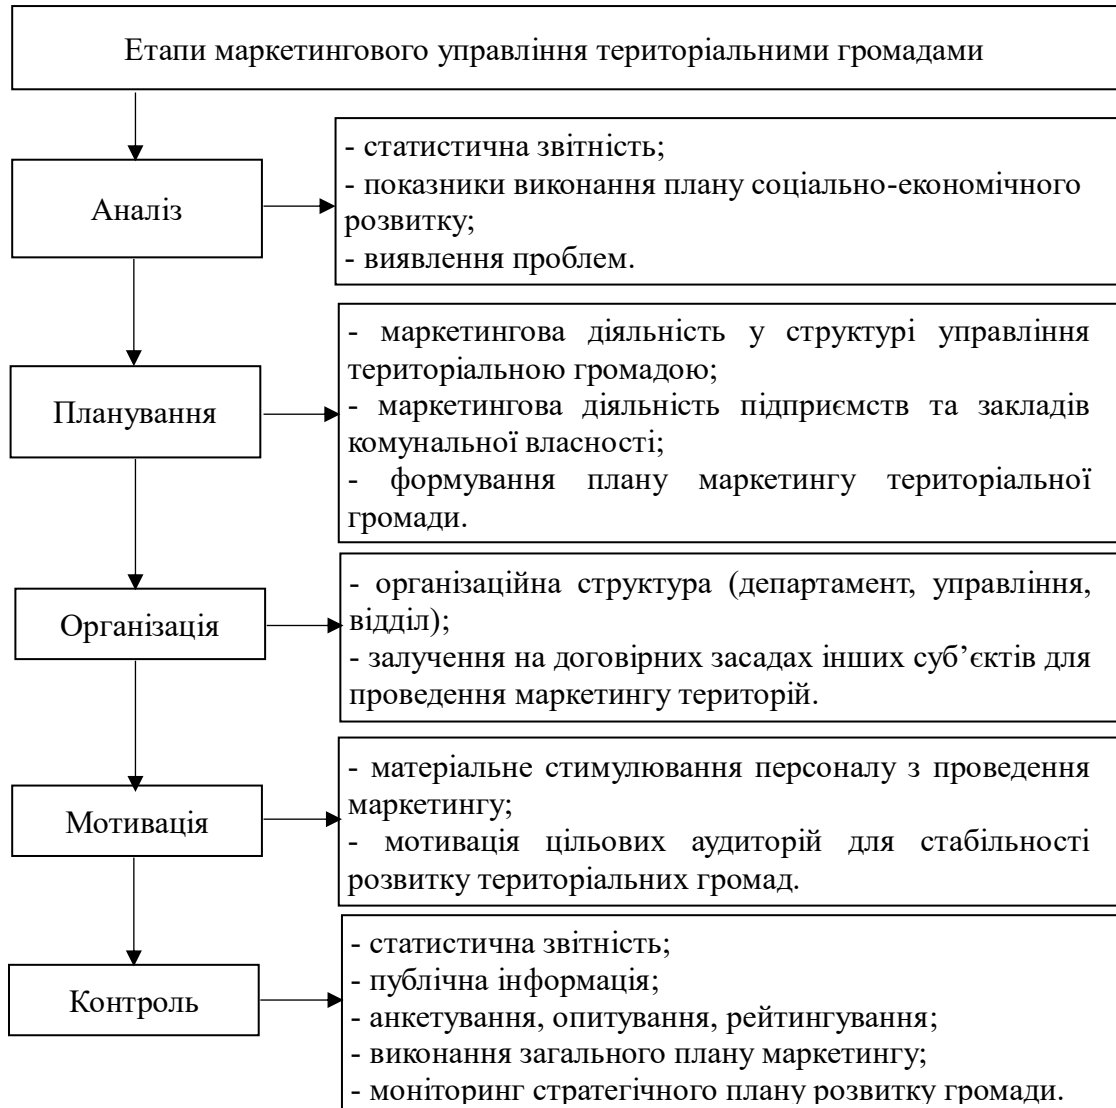 Етапи маркетингового управління територіальними громадами
Аналіз
- статистична звітність;
- показники виконання плану соціально-економічного
розвитку;
- виявлення проблем.
Планування
- маркетингова діяльність у структурі управління
територіальною громадою;
- маркетингова діяльність підприємств та закладів
комунальної власності;
- формування плану маркетингу територіальної
громади.
Організація
- організаційна структура (департамент, управління,
відділ);
- залучення на договірних засадах інших суб’єктів для
проведення маркетингу територій.
Мотивація
- матеріальне стимулювання персоналу з проведення
маркетингу;
- мотивація цільових аудиторій для стабільності
розвитку територіальних громад.
Контроль
- статистична звітність;
- публічна інформація;
- анкетування, опитування, рейтингування;
- виконання загального плану маркетингу;
- моніторинг стратегічного плану розвитку громади.